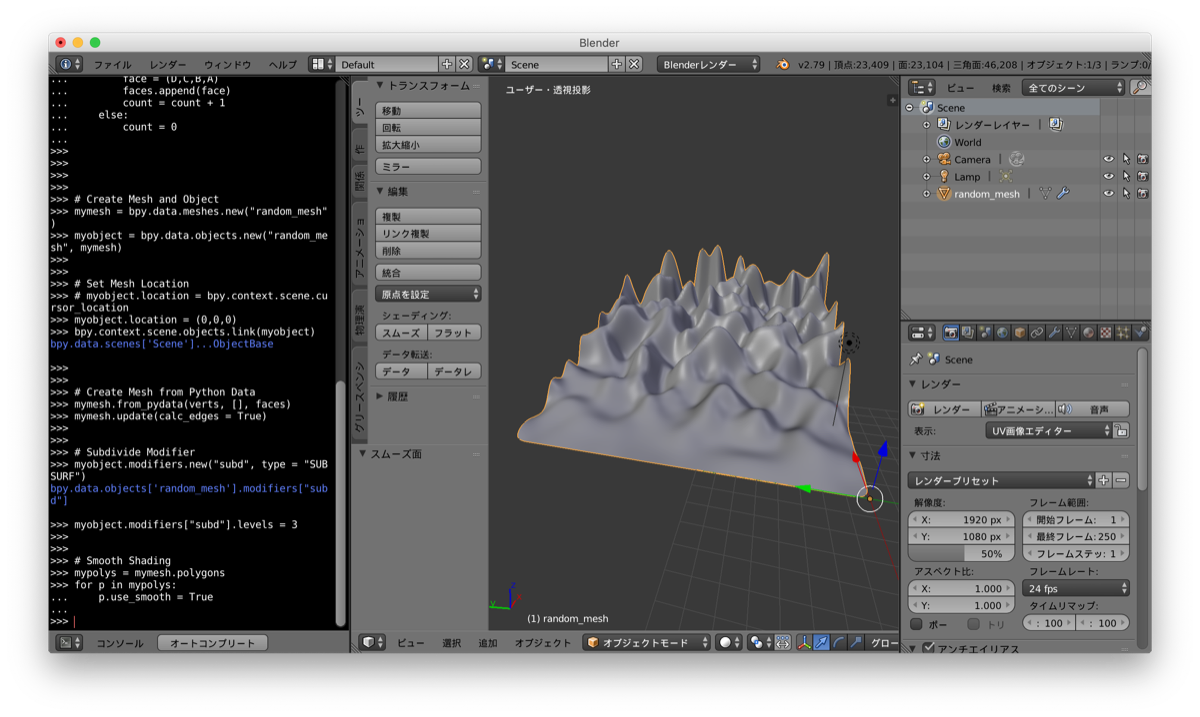 Blender
ファイル レンダー ウィンドウ ヘルプ Default Scene Blenderレンダー v2.79 | 頂点:23,409 | 面:23,104 | 三角面:46,208 | オブジェクト:1/3 | ランプ:0/
... face = (D,C,B,A)
... faces.append(face)
... count = count + 1
... else:
... count = 0
...
>>>
>>>
>>>
>>>
>>> # Create Mesh and Object
>>> mymesh = bpy.data.meshes.new("random_mesh"
)
>>> myobject = bpy.data.objects.new("random_me
sh", mymesh)
>>>
>>>
>>> # Set Mesh Location
>>> # myobject.location = bpy.context.scene.cu
rsor_location
>>> myobject.location = (0,0,0)
>>> bpy.context.scene.objects.link(myobject)
bpy.data.scenes['Scene']...ObjectBase
>>>
>>>
>>> # Create Mesh from Python Data
>>> mymesh.from_pydata(verts, [], faces)
>>> mymesh.update(calc_edges = True)
>>>
>>>
>>> # Subdivide Modifier
>>> myobject.modifiers.new("subd", type = "SUB
SURF")
bpy.data.objects['random_mesh'].modifiers["sub
d"]
>>> myobject.modifiers["subd"].levels = 3
>>>
>>>
>>> # Smooth Shading
>>> mypolys = mymesh.polygons
>>> for p in mypolys:
... p.use_smooth = True
...
>>>
コンソール オートコンプリート
ツー
作
関係
アニメーショ
物理演
グリースペンシ
トランスフォーム
移動
回転
拡大縮小
ミラー
編集
複製
リンク複製
削除
統合
原点を設定
シェーディング:
スムーズ フラット
データ転送:
データ データレ
履歴
スムーズ面
ユーザー・透視投影
z
y
x
(1) random_mesh
ビュー 選択 追加 オブジェクト オブジェクトモード グロー
ビュー 検索 全てのシーン
Scene
レンダーレイヤー |
World
Camera |
Lamp |
random_mesh |
Scene
レンダー
レンダー アニメーシ... 音声
表示: UV画像エディター
寸法
レンダープリセット
解像度: フレーム範囲:
X: 1920 px 開始フレーム: 1
Y: 1080 px 最終フレーム: 250
50% フレームステッ: 1
アスペクト比: フレームレート:
X: 1.000 24 fps
Y: 1.000 タイムリマップ:
ボー トリ : 100 : 100
アンチエイリアス